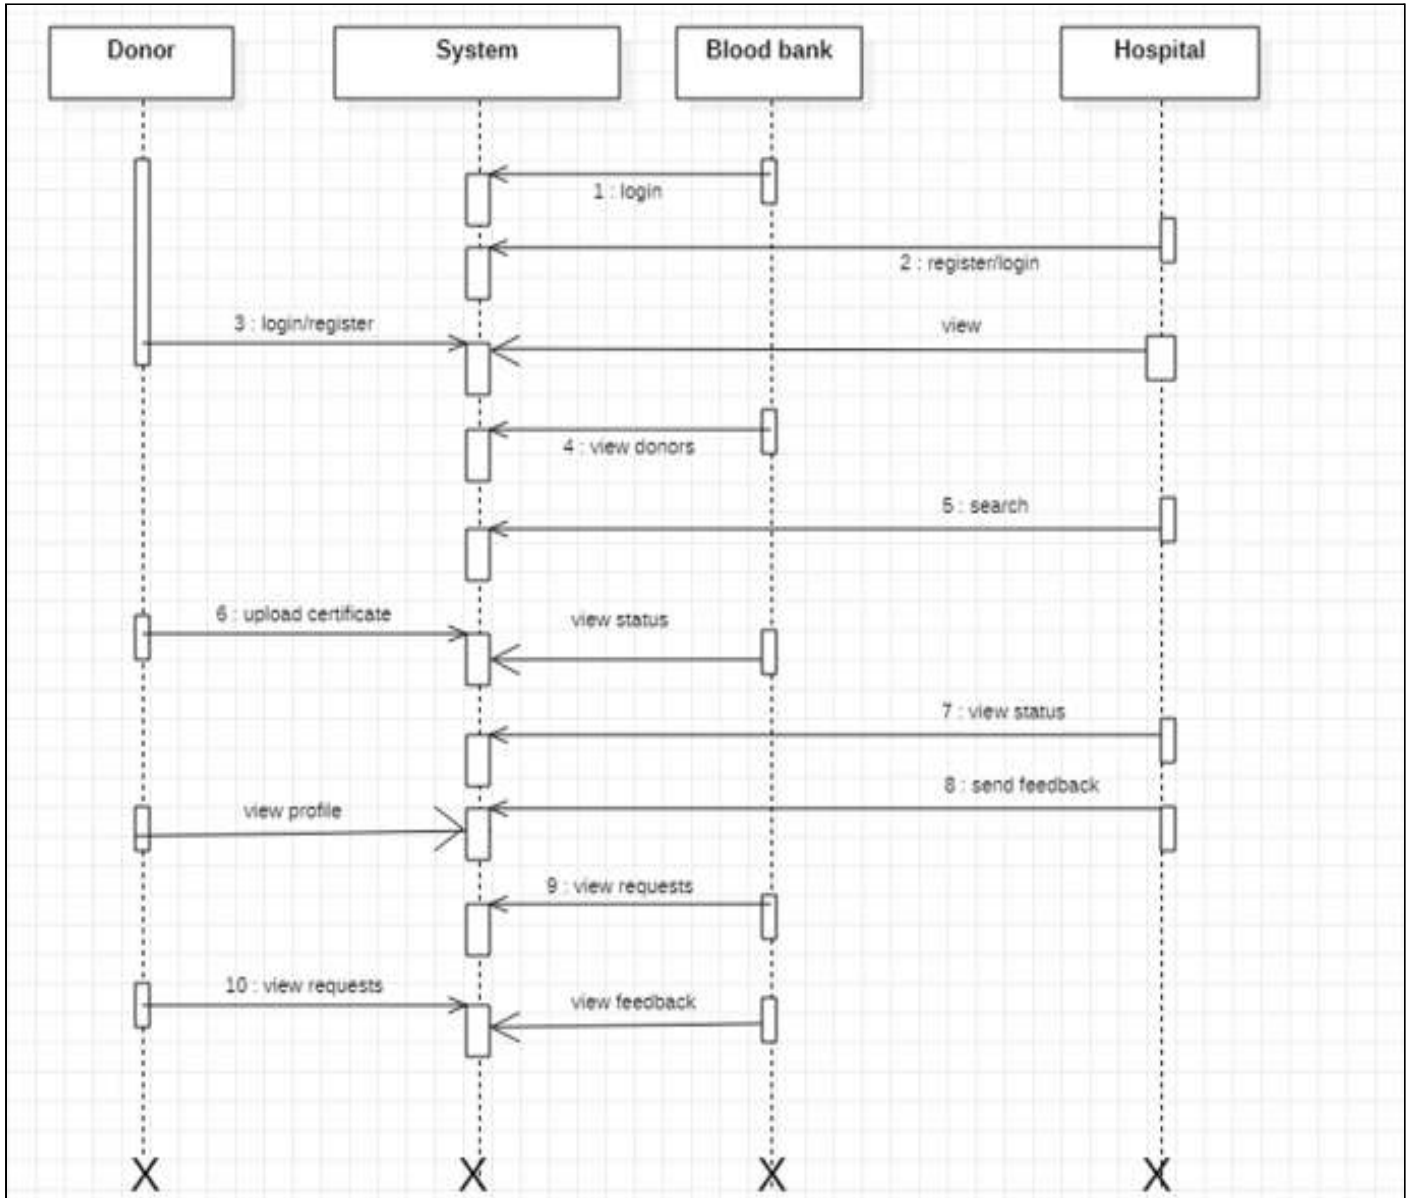 Donor
System
Blood bank
Hospital
1 : login
2 : register/login
3 : login/register
view
4 : view donors
5 : search
6 : upload certificate
view status
7 : view status
8 : send feedback
view profile
9 : view requests
10 : view requests
view feedback
X
X
X
X